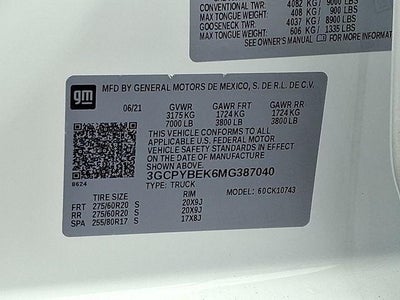 CONVENTIONAL TWR: 4082 KG / 9000 LBS
MAX TONGUE WEIGHT: 408 KG / 900 LBS
GOOSENECK TWR: 4037 KG / 8900 LBS
MAX TONGUE WEIGHT: 606 KG / 1335 LBS
SEE OWNER'S MANUAL FOR
gm
MFD BY GENERAL MOTORS DE MEXICO, S. DE R.L. DE C.V.
06/21 GVWR GAWR FRT GAWR RR
3175 KG 1724 KG 1724 KG
7000 LB 3800 LB 3800 LB
THIS VEHICLE CONFORMS TO ALL
APPLICABLE U.S. FEDERAL MOTOR
VEHICLE SAFETY, BUMPER, AND
THEFT PREVENTION STANDARDS IN
EFFECT ON THE DATE OF
MANUFACTURE SHOWN ABOVE.
3GCPYBEK6MG387040
TYPE: TRUCK
MODEL: 60CK10743
8624
TIRE SIZE RIM
FRT 275/60R20 S 20X9J
RR 275/60R20 S 20X9J
SPA 255/80R17 S 17X8J